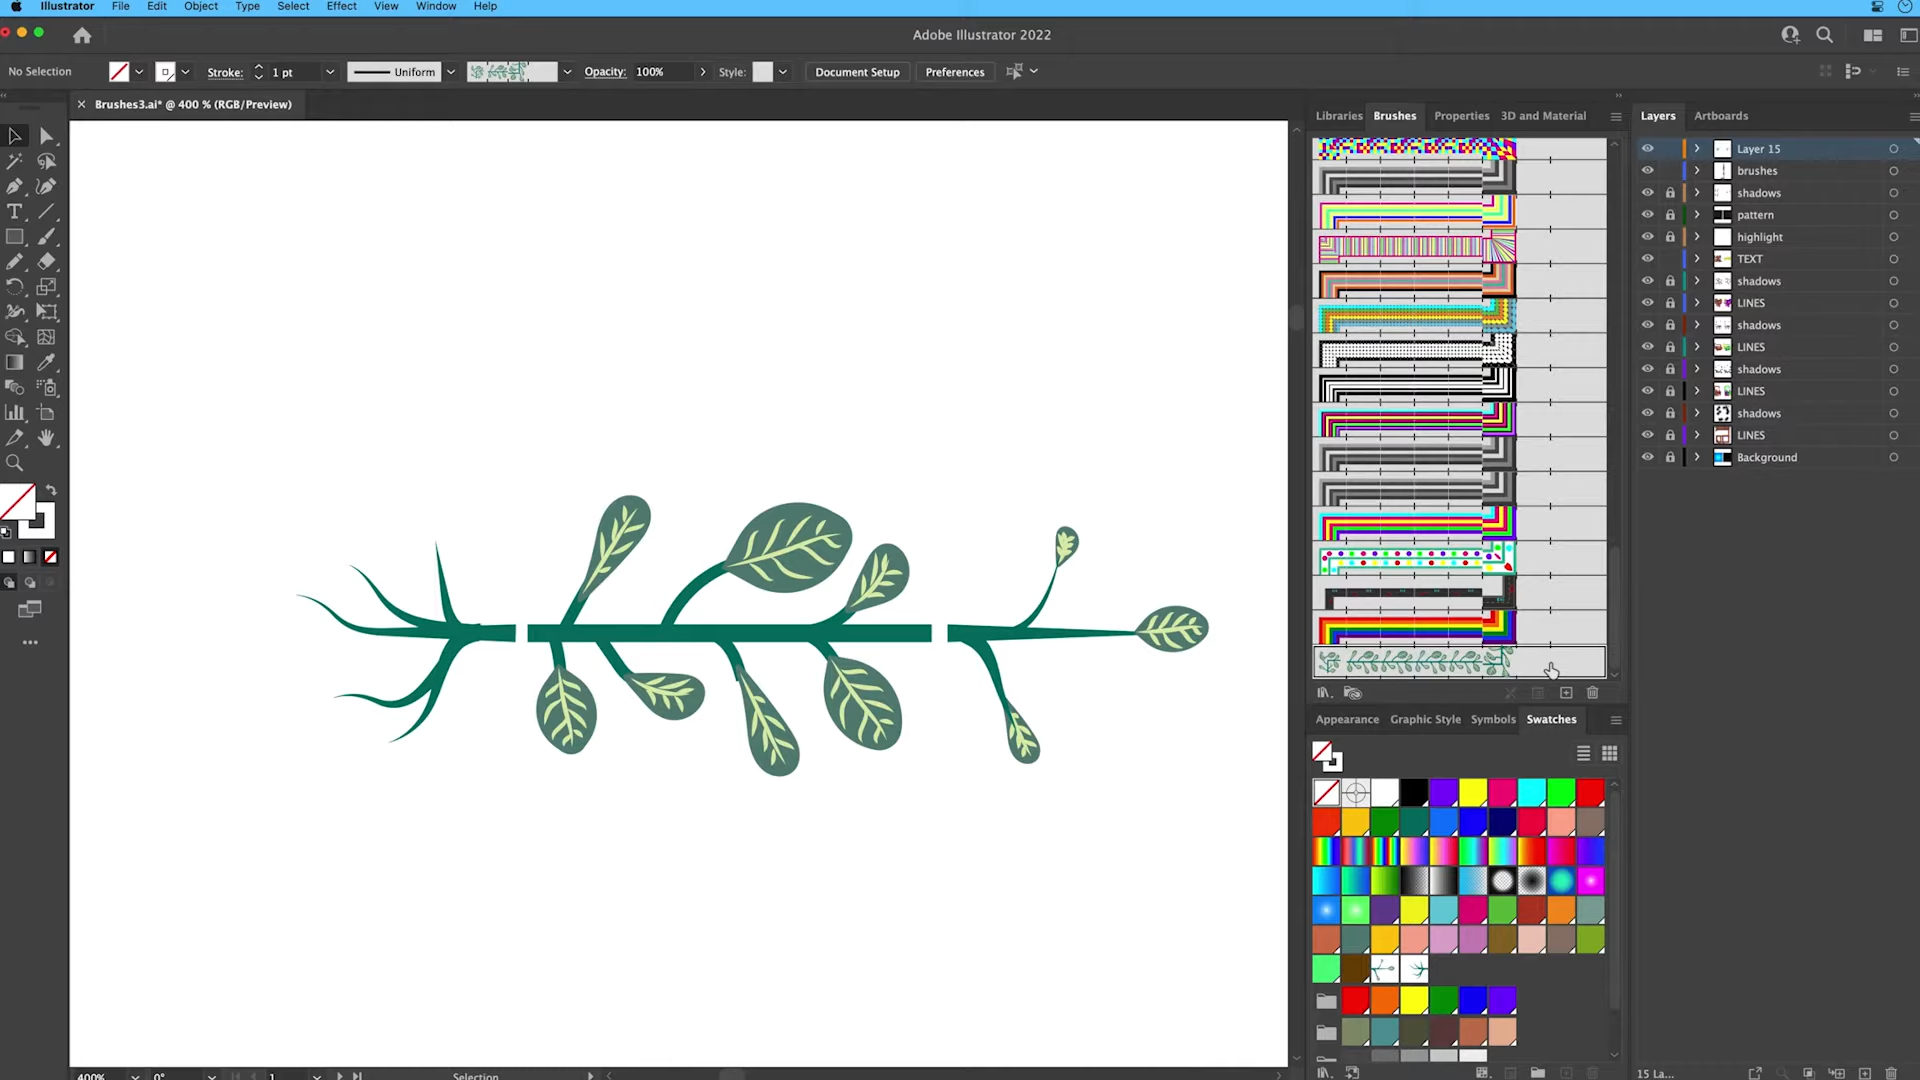 Illustrator File Edit Object Type Select Effect View Window Help
Adobe Illustrator 2022
No Selection Stroke: 1 pt Uniform Opacity: 100% Style: Document Setup Preferences
Brushes3.ai* @ 400 % (RGB/Preview)
Libraries Brushes Properties 3D and Material
Layers Artboards
Layer 15
brushes
shadows
pattern
highlight
TEXT
shadows
LINES
shadows
LINES
shadows
LINES
shadows
LINES
Background
Appearance Graphic Style Symbols Swatches
400% 0° 1 Selection
15 La...